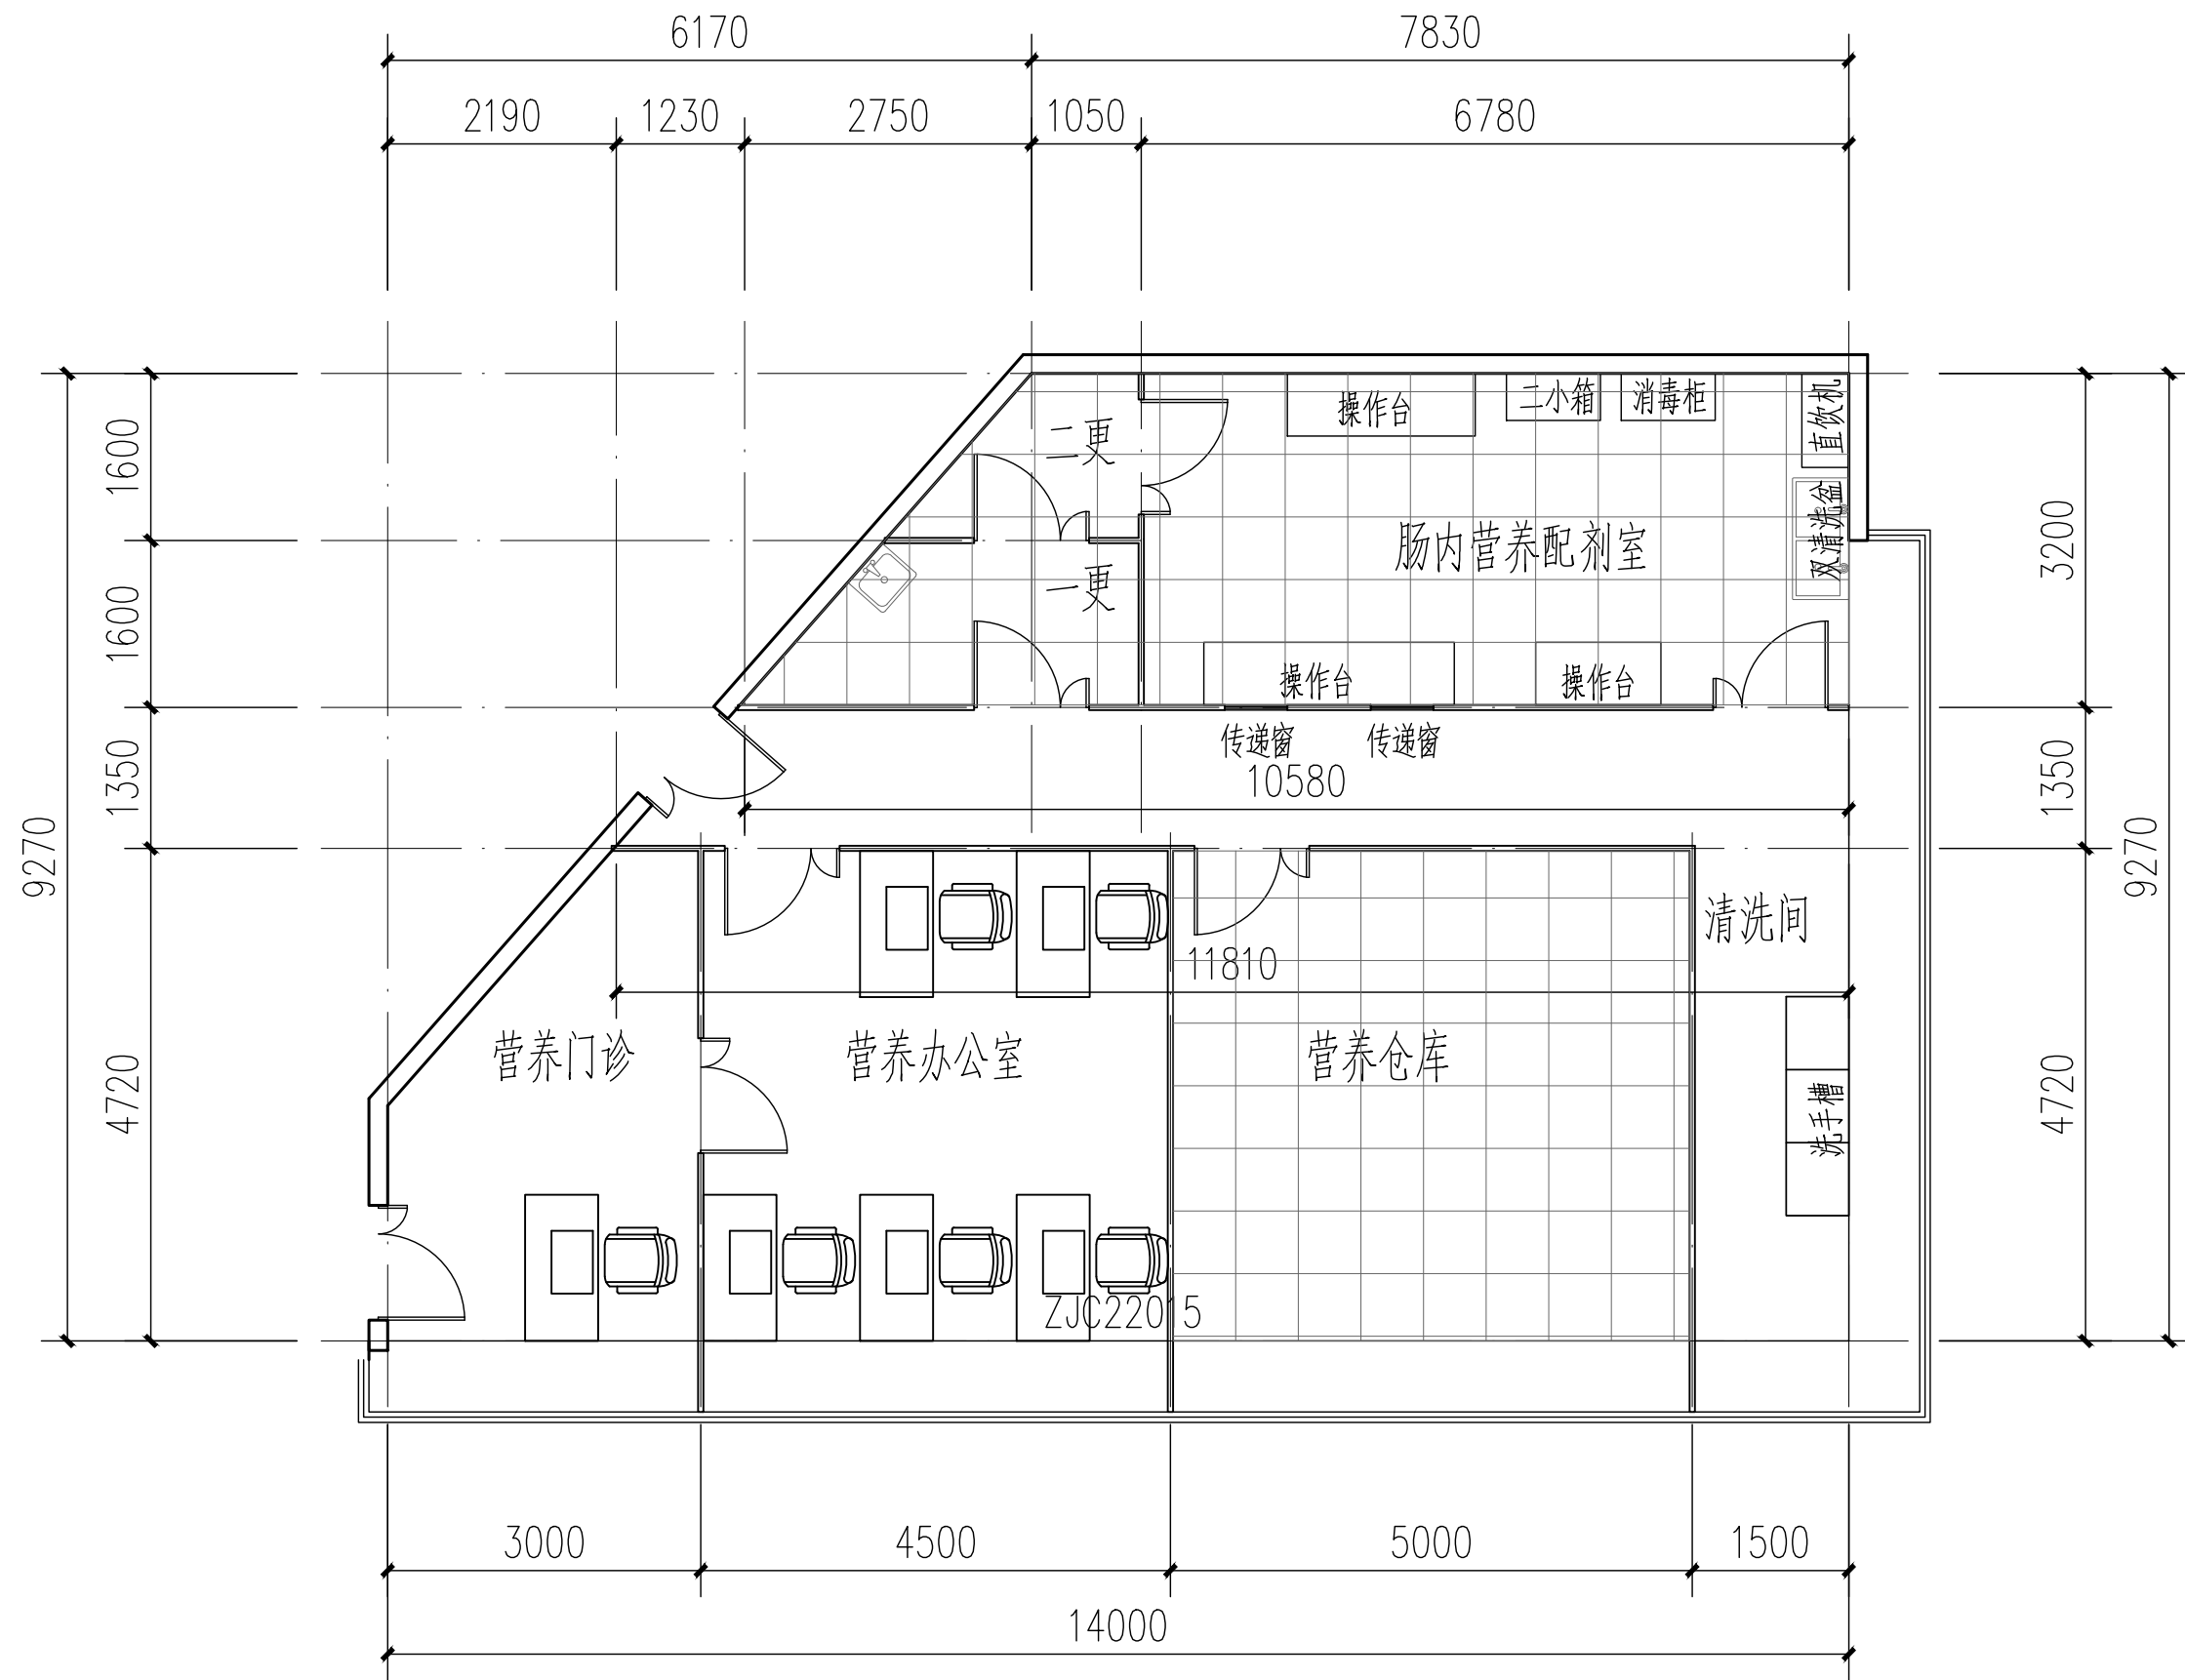 6170
7830
2190
1230
2750
1050
6780
操作台
二小箱
消毒柜
直饮机
二更
1600
双清洗盆
肠内营养配剂室
3200
一更
1600
操作台
操作台
传递窗
传递窗
1350
10580
1350
9270
9270
清洗间
11810
营养门诊
营养办公室
营养仓库
4720
洗手槽
4720
ZJC22015
3000
4500
5000
1500
14000